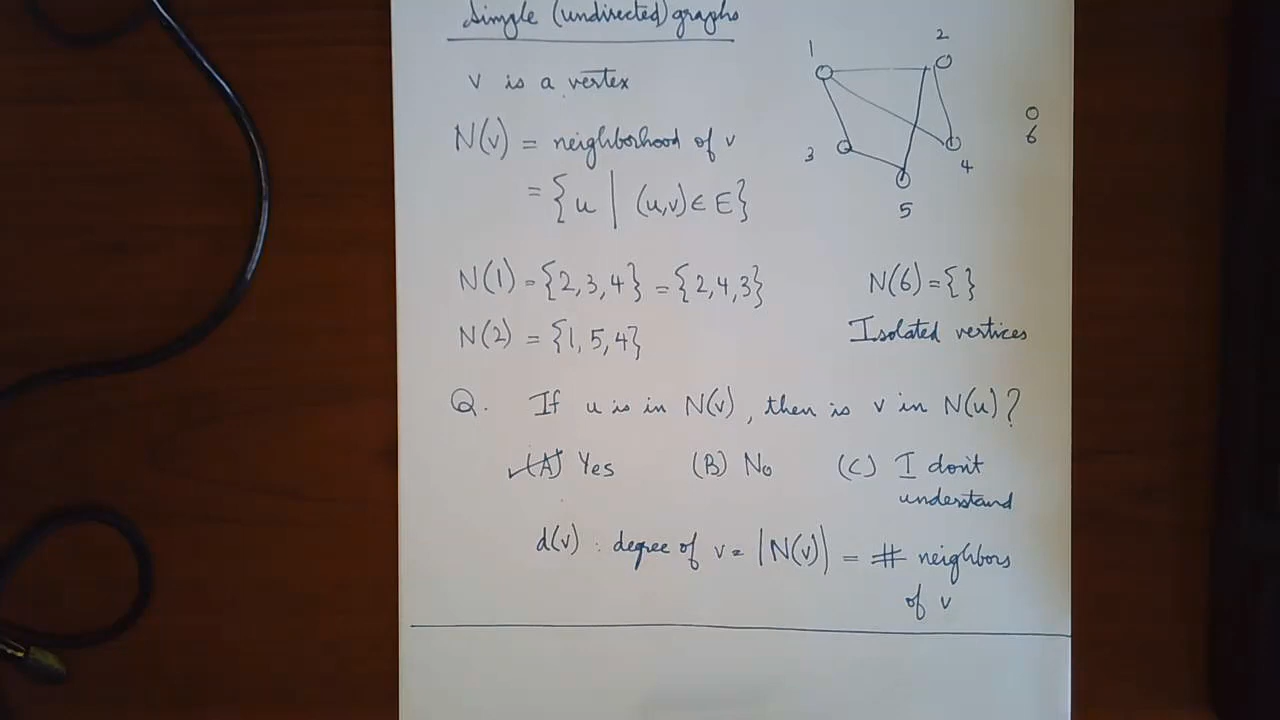 Simple (undirected) graphs
v is a vertex
N(v) = neighborhood of v
= {u | (u,v) ∈ E}
1
2
3
4
5
6
N(1) = {2,3,4} = {2,4,3}
N(6) = { }
N(2) = {1,5,4}
Isolated vertices
Q. If u is in N(v), then is v in N(u)?
✓(A) Yes (B) No (C) I don't
understand
d(v) : degree of v = |N(v)| = # neighbors
of v